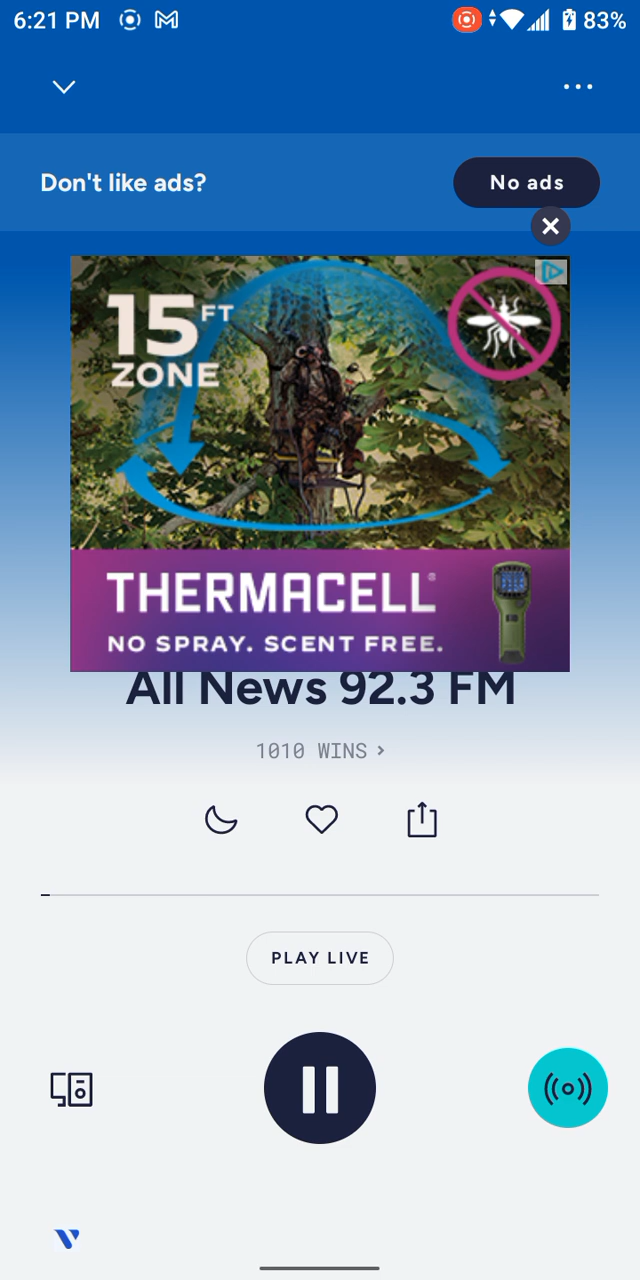 6:21 PM
83%
Don't like ads?
No ads
15 FT
ZONE
THERMACELL®
NO SPRAY. SCENT FREE.
All News 92.3 FM
1010 WINS ›
PLAY LIVE